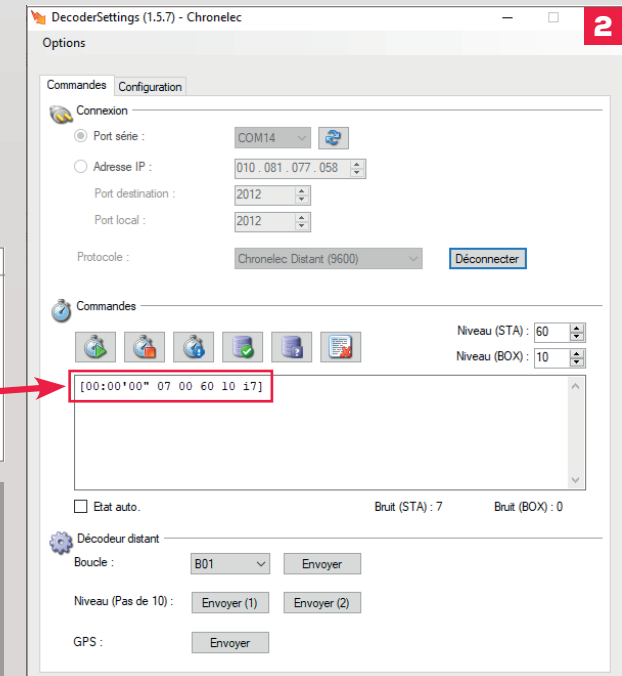 DecoderSettings (1.5.7) - Chronelec
2
Options
Commandes Configuration
Connexion
Port série : COM14
Adresse IP : 010 . 081 . 077 . 058
Port destination : 2012
Port local : 2012
Protocole : Chronelec Distant (9600) Déconnecter
Commandes
Niveau (STA) : 60
Niveau (BOX) : 10
[00:00'00" 07 00 60 10 i7]
Etat auto. Bruit (STA) : 7 Bruit (BOX) : 0
Décodeur distant
Boucle : B01 Envoyer
Niveau (Pas de 10) : Envoyer (1) Envoyer (2)
GPS : Envoyer